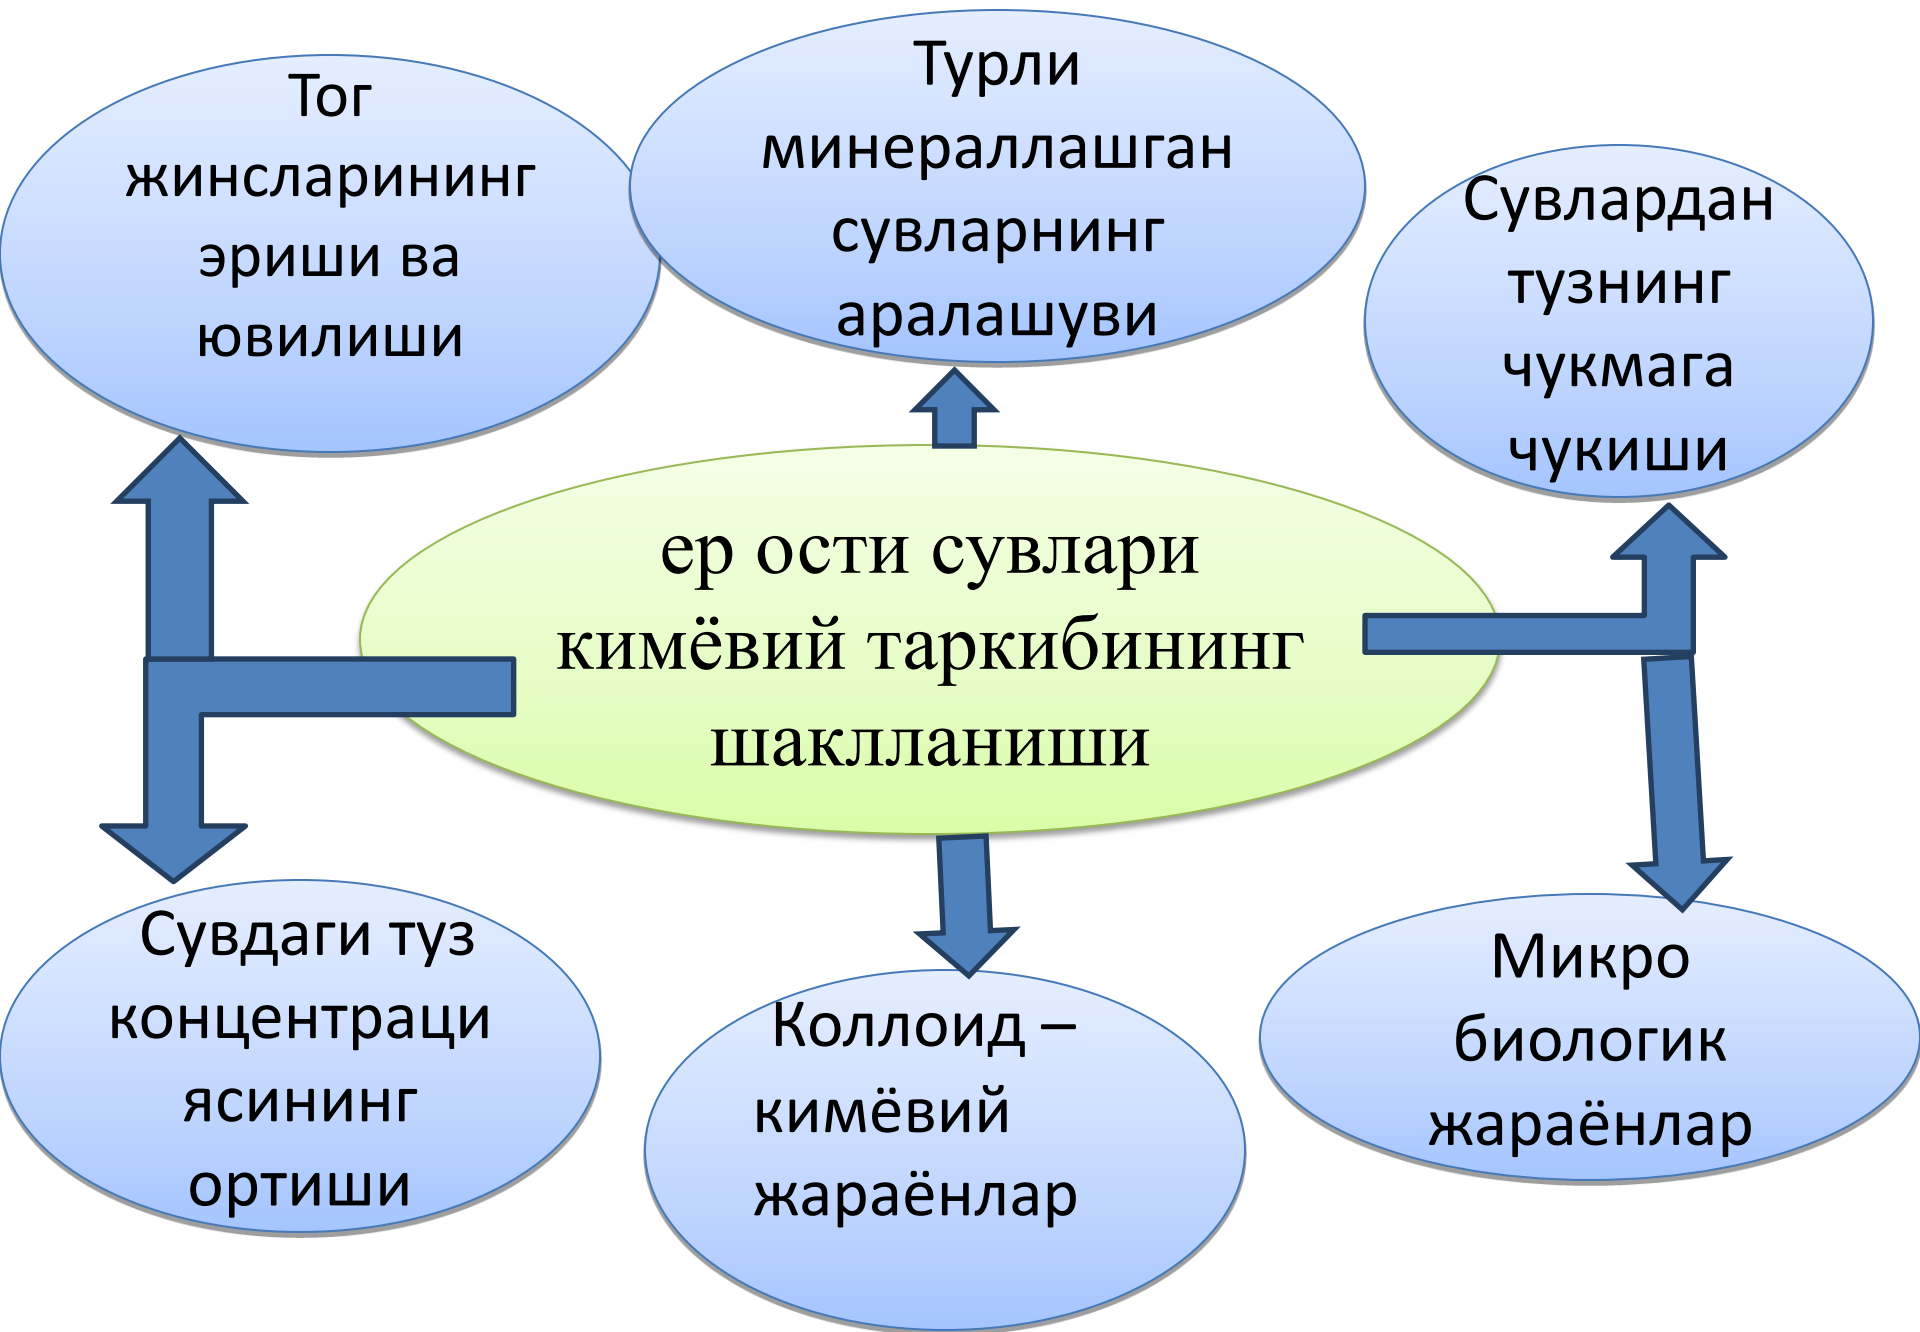 Тог
жинсларининг
эриши ва
ювилиши
Турли
минераллашган
сувларнинг
аралашуви
Сувлардан
тузнинг
чукмага
чукиши
ер ости сувлари
кимёвий таркибининг
шаклланиши
Сувдаги туз
концентраци
ясининг
ортиши
Коллоид –
кимёвий
жараёнлар
Микро
биологик
жараёнлар